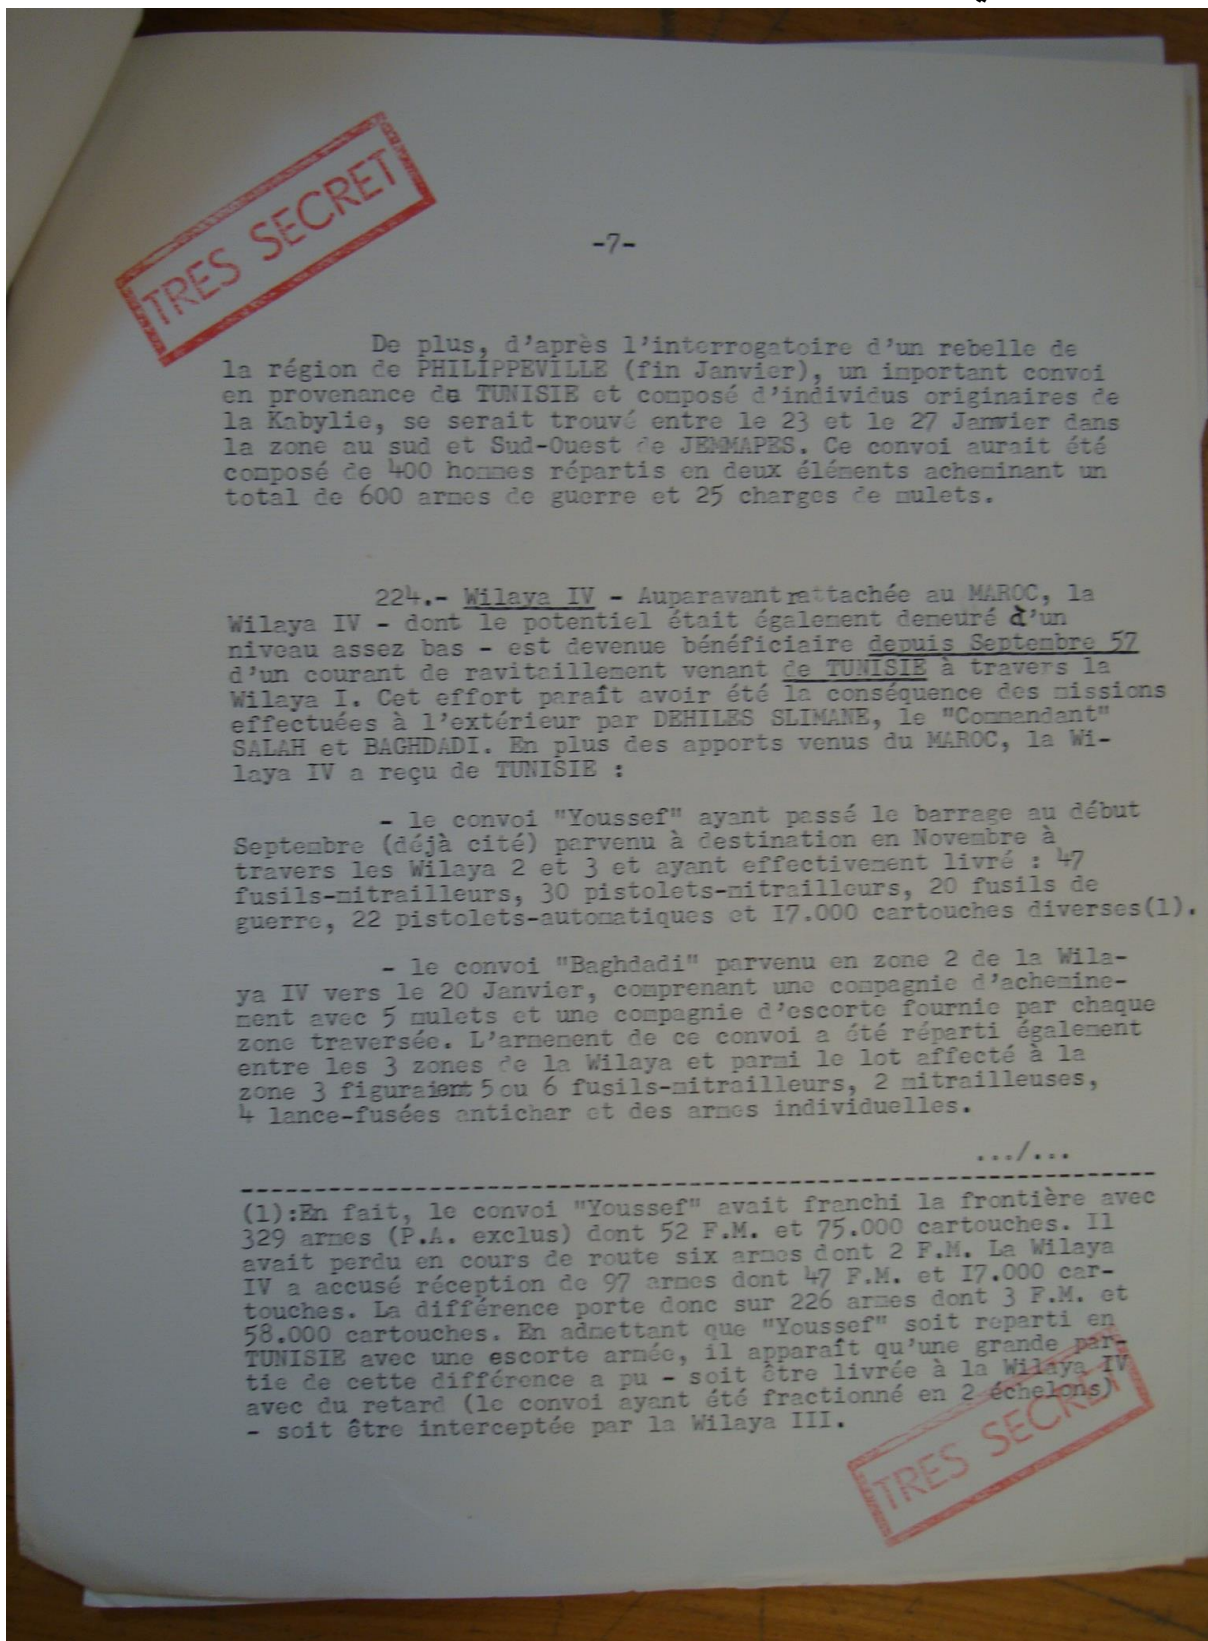 TRES SECRET
-7-
De plus, d'après l'interrogatoire d'un rebelle de
la région de PHILIPPEVILLE (fin Janvier), un important convoi
en provenance de TUNISIE et composé d'individus originaires de
la Kabylie, se serait trouvé entre le 23 et le 27 Janvier dans
la zone au sud et Sud-Ouest de JEMMAPES. Ce convoi aurait été
composé de 400 hommes répartis en deux éléments acheminant un
total de 600 armes de guerre et 25 charges de mulets.
224.- Wilaya IV - Auparavant rattachée au MAROC, la
Wilaya IV - dont le potentiel était également demeuré d'un
niveau assez bas - est devenue bénéficiaire depuis Septembre 57
d'un courant de ravitaillement venant de TUNISIE à travers la
Wilaya I. Cet effort paraît avoir été la conséquence des missions
effectuées à l'extérieur par DEHILES SLIMANE, le "Commandant"
SALAH et BAGHDADI. En plus des apports venus du MAROC, la Wi-
laya IV a reçu de TUNISIE :
- le convoi "Youssef" ayant passé le barrage au début
Septembre (déjà cité) parvenu à destination en Novembre à
travers les Wilaya 2 et 3 et ayant effectivement livré : 47
fusils-mitrailleurs, 30 pistolets-mitrailleurs, 20 fusils de
guerre, 22 pistolets-automatiques et I7.000 cartouches diverses(1).
- le convoi "Baghdadi" parvenu en zone 2 de la Wila-
ya IV vers le 20 Janvier, comprenant une compagnie d'achemine-
ment avec 5 mulets et une compagnie d'escorte fournie par chaque
zone traversée. L'armement de ce convoi a été réparti également
entre les 3 zones de la Wilaya et parmi le lot affecté à la
zone 3 figuraient 5 ou 6 fusils-mitrailleurs, 2 mitrailleuses,
4 lance-fusées antichar et des armes individuelles.
.../...
(1):En fait, le convoi "Youssef" avait franchi la frontière avec
329 armes (P.A. exclus) dont 52 F.M. et 75.000 cartouches. Il
avait perdu en cours de route six armes dont 2 F.M. La Wilaya
IV a accusé réception de 97 armes dont 47 F.M. et I7.000 car-
touches. La différence porte donc sur 226 armes dont 3 F.M. et
58.000 cartouches. En admettant que "Youssef" soit reparti en
TUNISIE avec une escorte armée, il apparaît qu'une grande par-
tie de cette différence a pu - soit être livrée à la Wilaya IV
avec du retard (le convoi ayant été fractionné en 2 échelons)
- soit être interceptée par la Wilaya III.
TRES SECRET